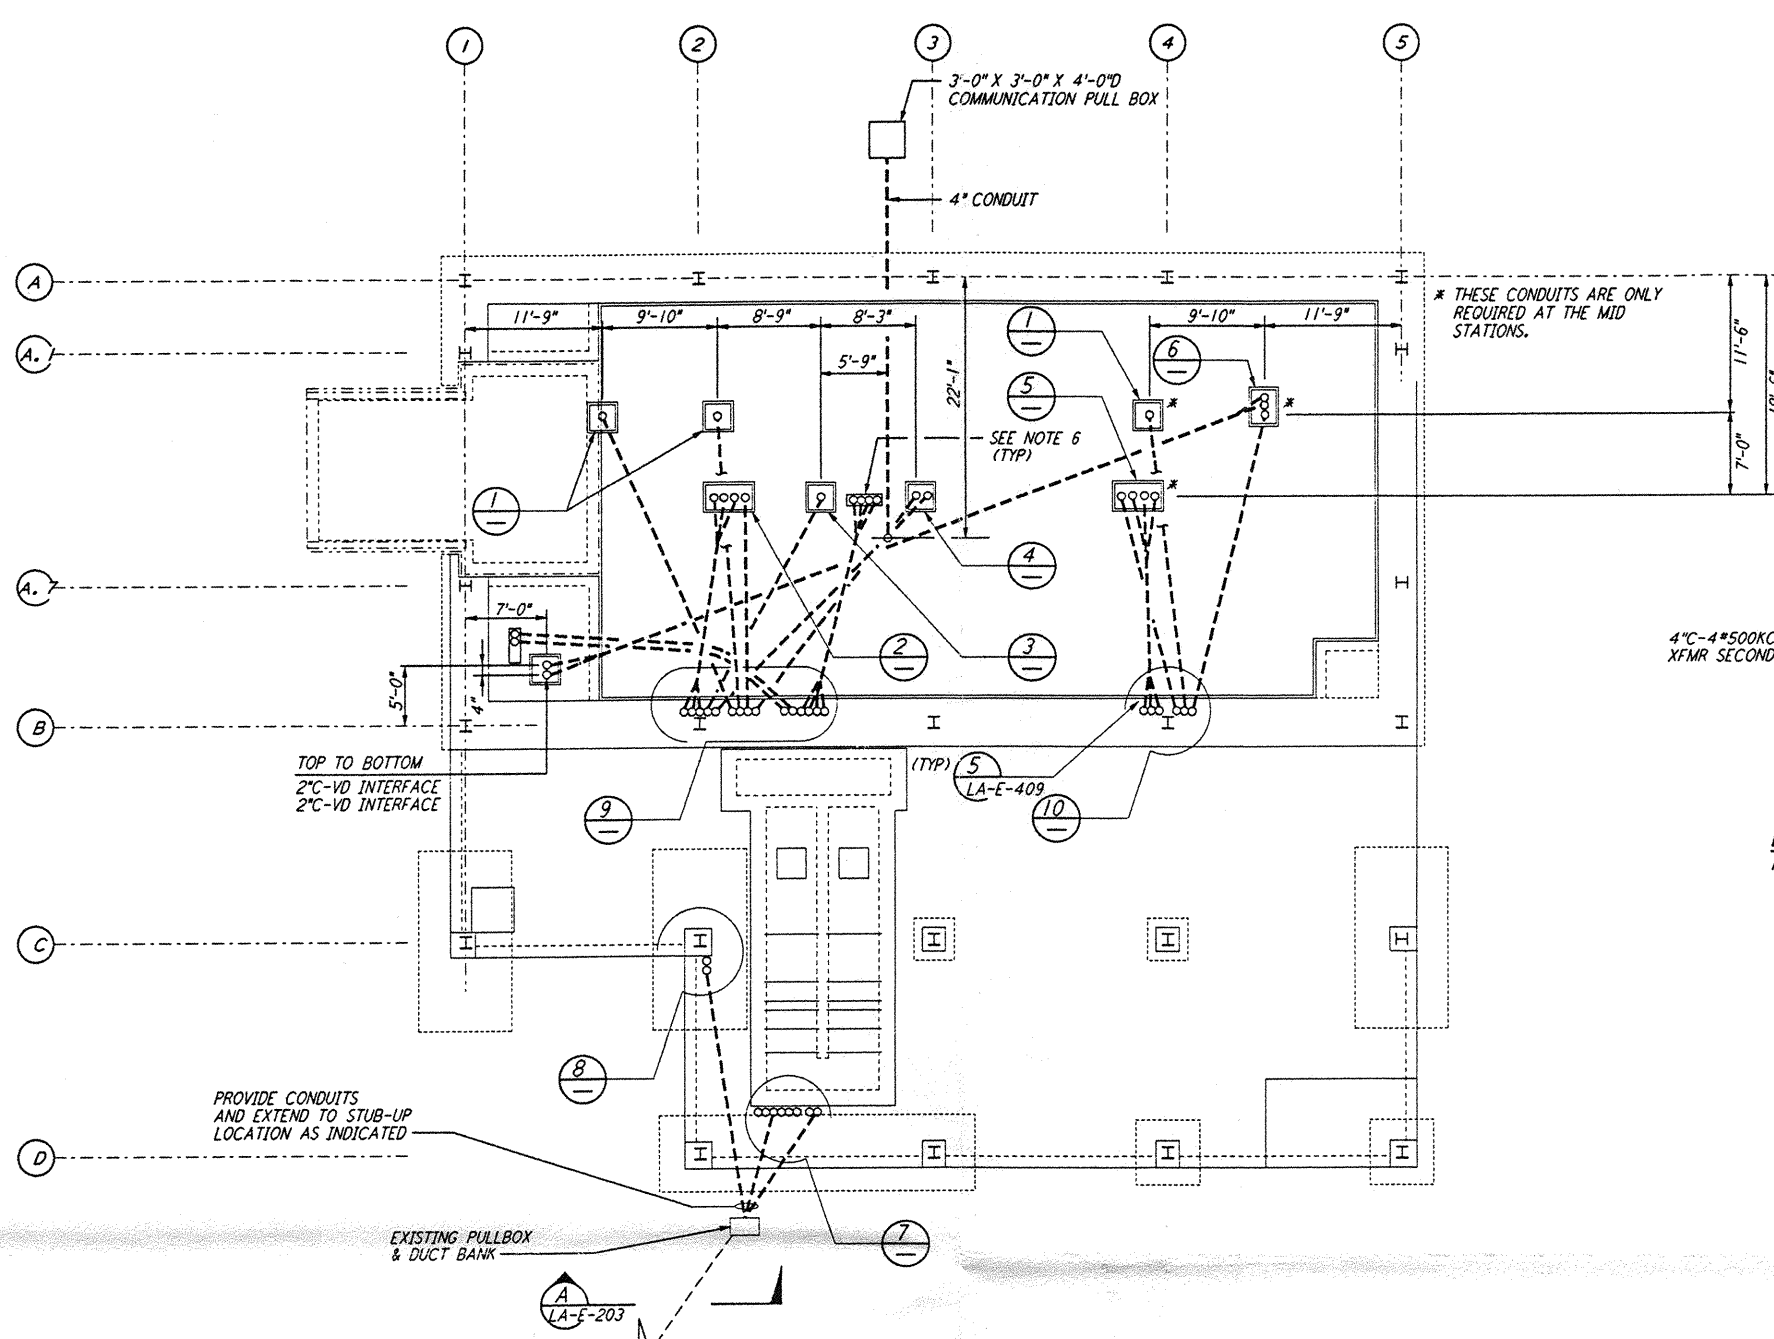 1
2
3
4
5
3'-0" X 3'-0" X 4'-0"D
COMMUNICATION PULL BOX
4" CONDUIT
A
* THESE CONDUITS ARE ONLY
REQUIRED AT THE MID
STATIONS.
11'-9"
9'-10"
8'-9"
8'-3"
1
9'-10"
11'-9"
11'-6"
A.1
5'-9"
22'-1"
6
5
*
*
SEE NOTE 6
(TYP)
7'-0"
*
1
4
A.7
7'-0"
2
3
4"C-4#500KC
XFMR SECOND
5'-0"
4"
B
TOP TO BOTTOM
2"C-VD INTERFACE
2"C-VD INTERFACE
(TYP)
5
LA-E-409
9
10
C
8
PROVIDE CONDUITS
AND EXTEND TO STUB-UP
LOCATION AS INDICATED
D
EXISTING PULLBOX
& DUCT BANK
7
A
LA-E-203